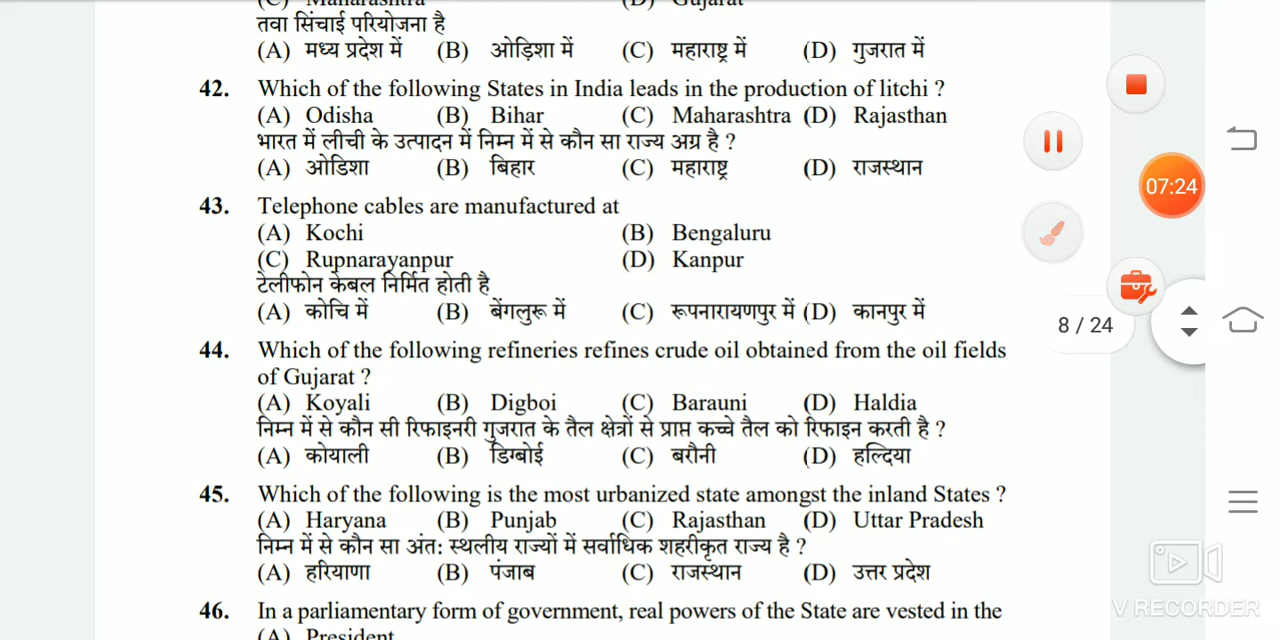 (C) Maharashtra (D) Gujarat
तवा सिंचाई परियोजना है
(A) मध्य प्रदेश में (B) ओड़िशा में (C) महाराष्ट्र में (D) गुजरात में
42. Which of the following States in India leads in the production of litchi ?
(A) Odisha (B) Bihar (C) Maharashtra (D) Rajasthan
भारत में लीची के उत्पादन में निम्न में से कौन सा राज्य अग्र है ?
(A) ओडिशा (B) बिहार (C) महाराष्ट्र (D) राजस्थान
43. Telephone cables are manufactured at
(A) Kochi (B) Bengaluru
(C) Rupnarayanpur (D) Kanpur
टेलीफोन केबल निर्मित होती है
(A) कोचि में (B) बेंगलुरू में (C) रूपनारायणपुर में (D) कानपुर में
44. Which of the following refineries refines crude oil obtained from the oil fields
of Gujarat ?
(A) Koyali (B) Digboi (C) Barauni (D) Haldia
निम्न में से कौन सी रिफाइनरी गुजरात के तैल क्षेत्रों से प्राप्त कच्चे तैल को रिफाइन करती है ?
(A) कोयाली (B) डिग्बोई (C) बरौनी (D) हल्दिया
45. Which of the following is the most urbanized state amongst the inland States ?
(A) Haryana (B) Punjab (C) Rajasthan (D) Uttar Pradesh
निम्न में से कौन सा अंत: स्थलीय राज्यों में सर्वाधिक शहरीकृत राज्य है ?
(A) हरियाणा (B) पंजाब (C) राजस्थान (D) उत्तर प्रदेश
46. In a parliamentary form of government, real powers of the State are vested in the
(A) President
07:24
8 / 24
V RECORDER